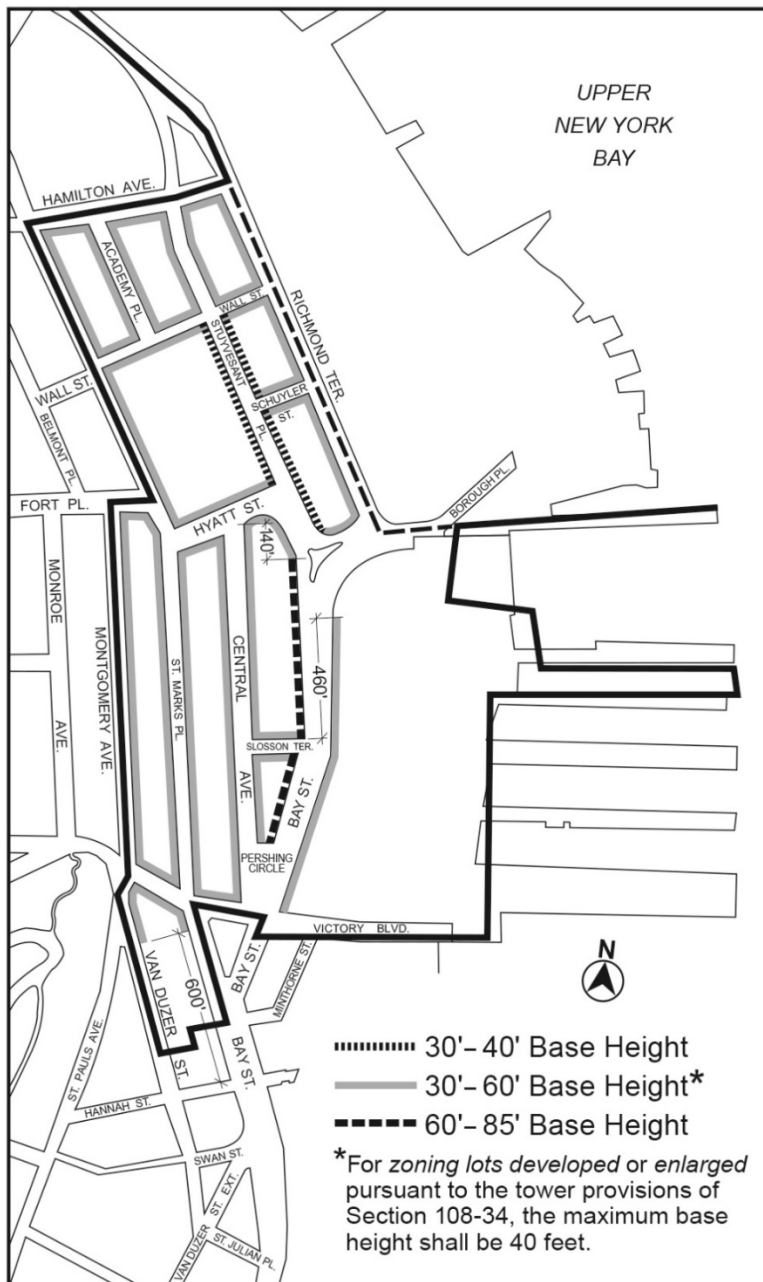 UPPER
NEW YORK
BAY
HAMILTON AVE.
ACADEMY PL.
WALL ST.
RICHMOND TER.
STUYVESANT
PL.
SCHUYLER
ST.
WALL ST.
BELMONT PL.
BOROUGH PL.
FORT PL.
HYATT ST.
140'
MONROE
AVE.
MONTGOMERY AVE.
ST. MARKS PL.
CENTRAL
AVE.
460'
SLOSSON TER.
BAY ST.
PERSHING
CIRCLE
VICTORY BLVD.
VAN DUZER
ST.
600'
BAY ST.
MINTHORNE ST.
BAY ST.
ST. PAULS AVE.
HANNAH ST.
SWAN ST.
VAN DUZER
ST. EXT.
ST. JULIAN PL.
N
30'–40' Base Height
30'–60' Base Height*
60'–85' Base Height
*For zoning lots developed or enlarged
pursuant to the tower provisions of
Section 108-34, the maximum base
height shall be 40 feet.